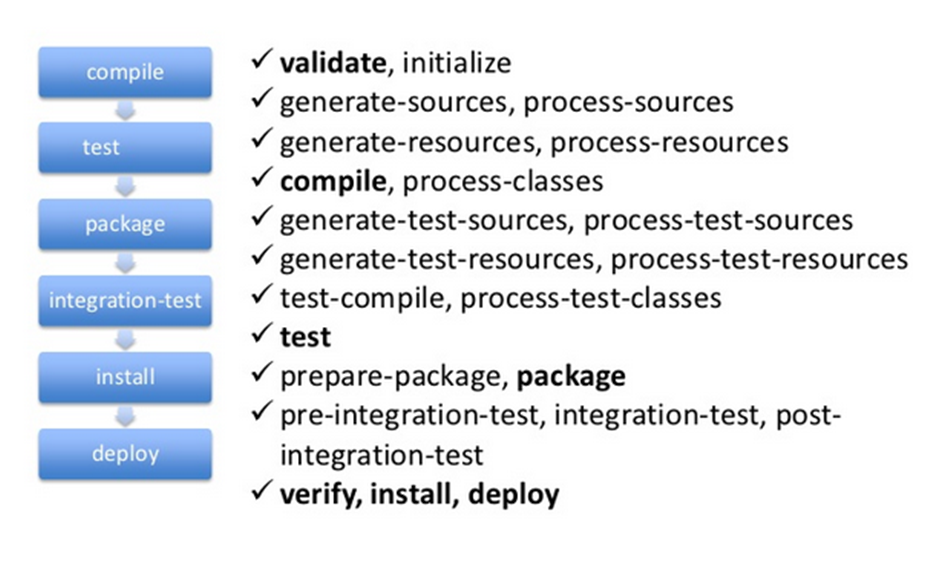 compile
test
package
integration-test
install
deploy
✓ validate, initialize
✓ generate-sources, process-sources
✓ generate-resources, process-resources
✓ compile, process-classes
✓ generate-test-sources, process-test-sources
✓ generate-test-resources, process-test-resources
✓ test-compile, process-test-classes
✓ test
✓ prepare-package, package
✓ pre-integration-test, integration-test, post-
integration-test
✓ verify, install, deploy